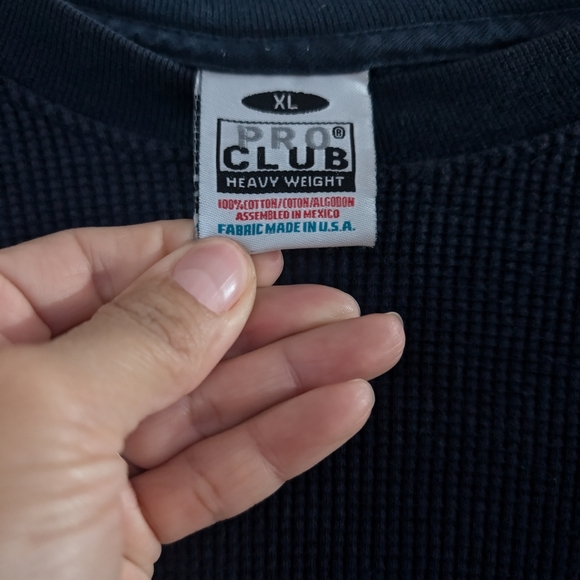 XL
PRO®
CLUB
HEAVY WEIGHT
100%COTTON/COTON/ALGODON
ASSEMBLED IN MEXICO
FABRIC MADE IN U.S.A.